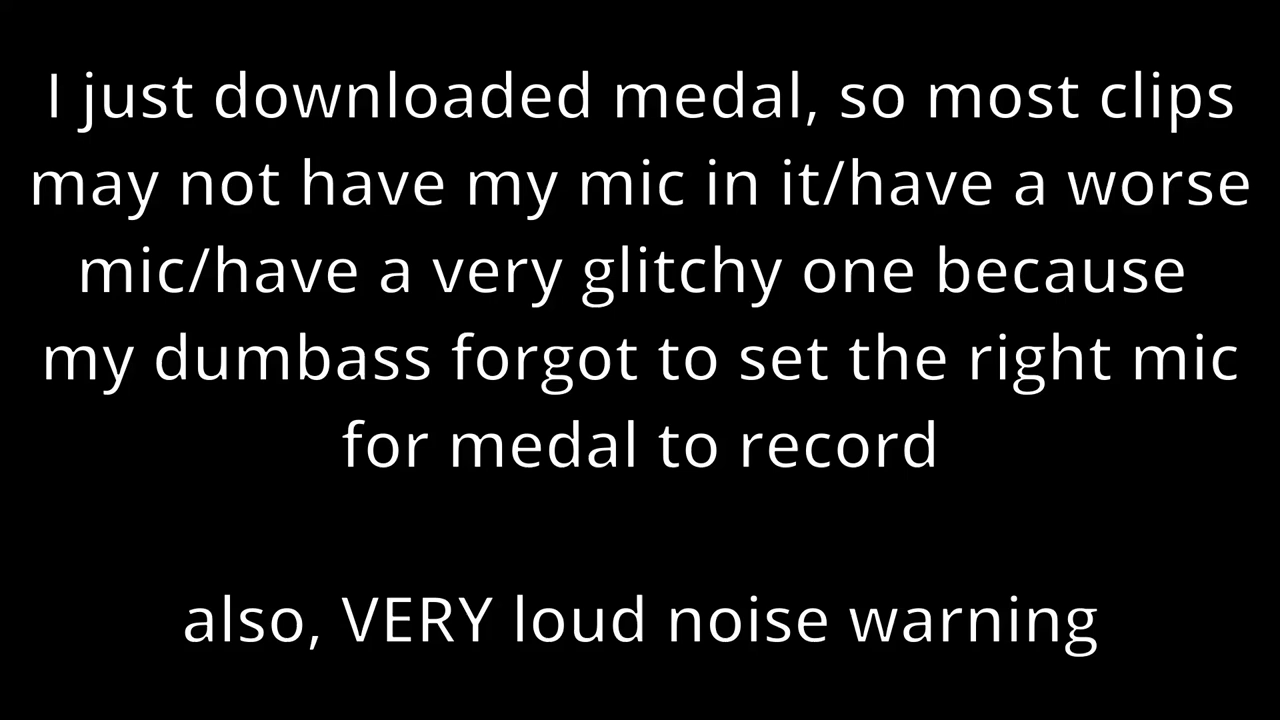 I just downloaded medal, so most clips
may not have my mic in it/have a worse
mic/have a very glitchy one because
my dumbass forgot to set the right mic
for medal to record
also, VERY loud noise warning